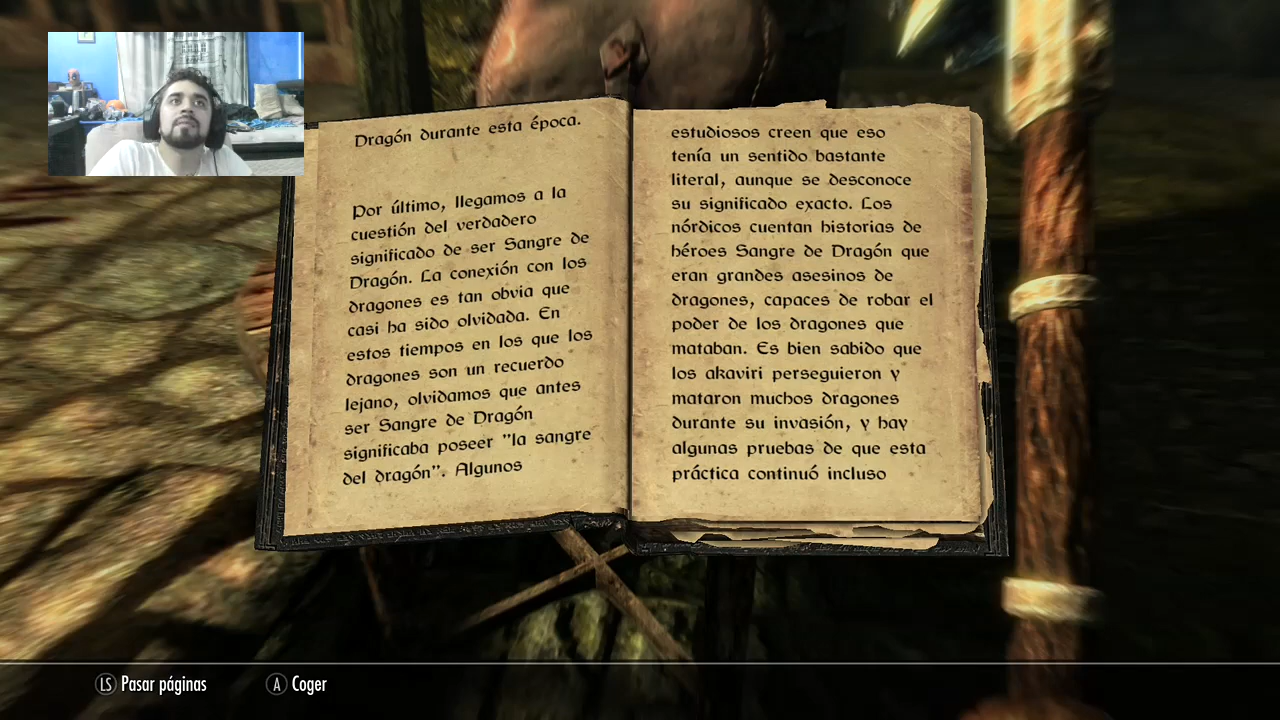 Dragón durante esta época.
Por último, llegamos a la
cuestión del verdadero
significado de ser Sangre de
Dragón. La conexión con los
dragones es tan obvia que
casi ha sido olvidada. En
estos tiempos en los que los
dragones son un recuerdo
lejano, olvidamos que antes
ser Sangre de Dragón
significaba poseer "la sangre
del dragón". Algunos
estudiosos creen que eso
tenía un sentido bastante
literal, aunque se desconoce
su significado exacto. Los
nórdicos cuentan historias de
héroes Sangre de Dragón que
eran grandes asesinos de
dragones, capaces de robar el
poder de los dragones que
mataban. Es bien sabido que
los akaviri perseguieron y
mataron muchos dragones
durante su invasión, y hay
algunas pruebas de que esta
práctica continuó incluso
LS Pasar páginas A Coger